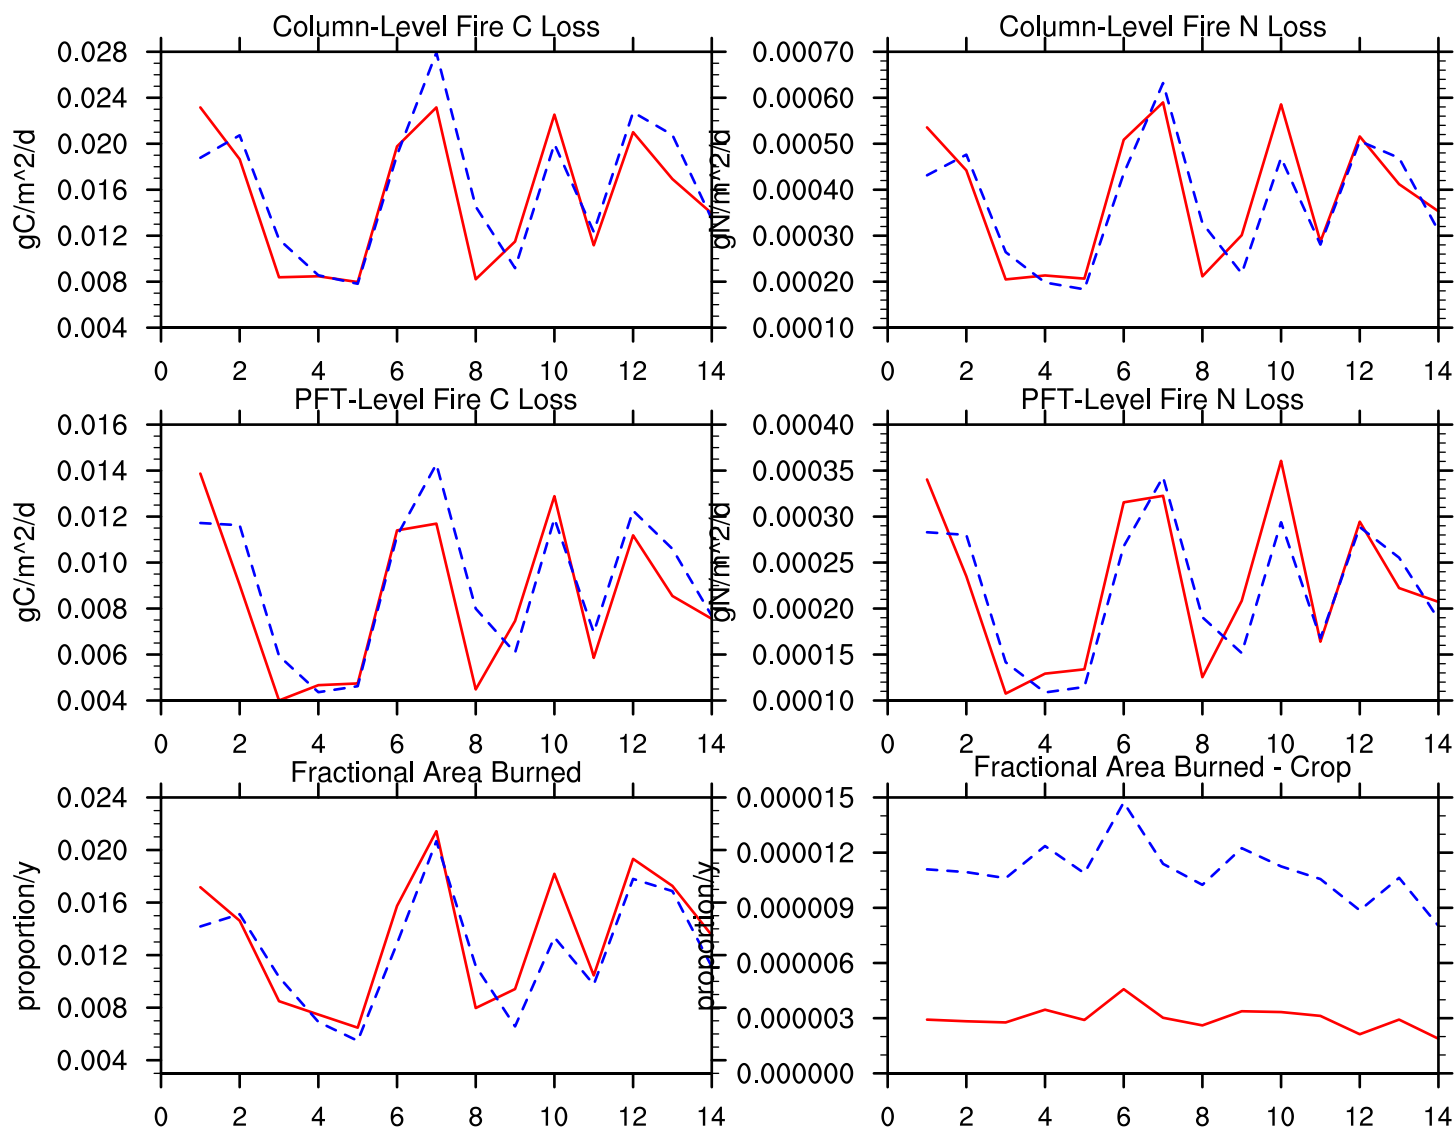 Column-Level Fire C Loss
gC/m^2/d
0.028
0.024
0.020
0.016
0.012
0.008
0.004
0 2 4 6 8 10 12 14
Column-Level Fire N Loss
gN/m^2/d
0.00070
0.00060
0.00050
0.00040
0.00030
0.00020
0.00010
0 2 4 6 8 10 12 14
PFT-Level Fire C Loss
gC/m^2/d
0.016
0.014
0.012
0.010
0.008
0.006
0.004
0 2 4 6 8 10 12 14
PFT-Level Fire N Loss
gN/m^2/d
0.00040
0.00035
0.00030
0.00025
0.00020
0.00015
0.00010
0 2 4 6 8 10 12 14
Fractional Area Burned
proportion/y
0.024
0.020
0.016
0.012
0.008
0.004
0 2 4 6 8 10 12 14
Fractional Area Burned - Crop
proportion/y
0.000015
0.000012
0.000009
0.000006
0.000003
0.000000
0 2 4 6 8 10 12 14